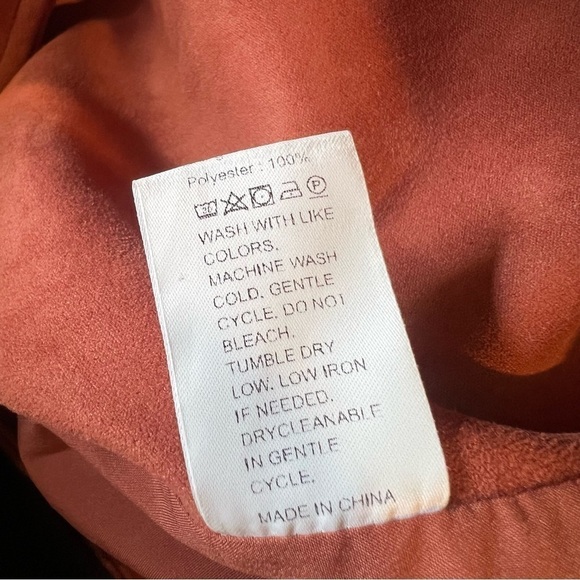 Polyester : 100%
30 P
WASH WITH LIKE
COLORS.
MACHINE WASH
COLD. GENTLE
CYCLE. DO NOT
BLEACH.
TUMBLE DRY
LOW. LOW IRON
IF NEEDED.
DRYCLEANABLE
IN GENTLE
CYCLE.
MADE IN CHINA